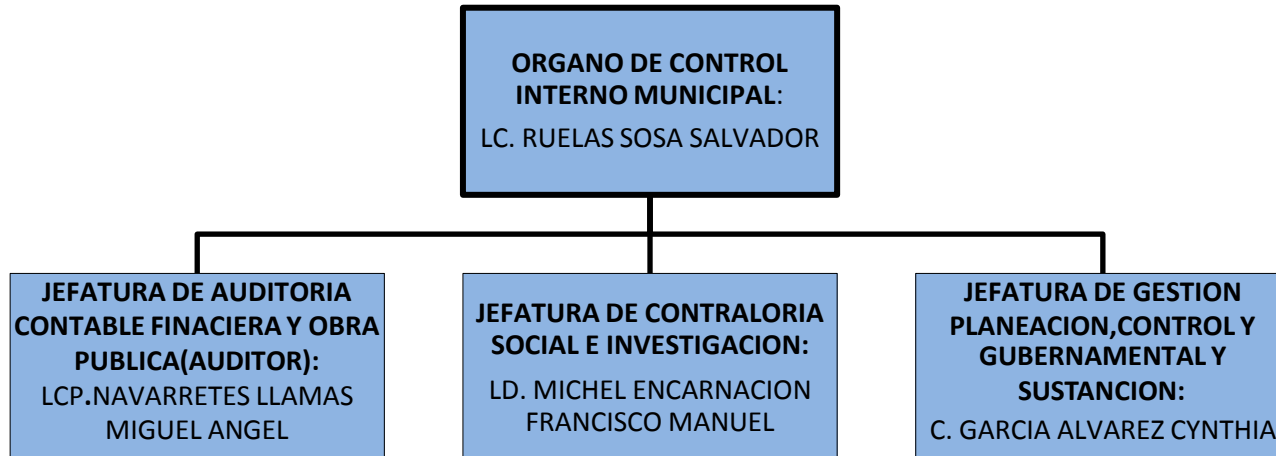 ORGANO DE CONTROL
INTERNO MUNICIPAL:
LC. RUELAS SOSA SALVADOR
JEFATURA DE AUDITORIA
CONTABLE FINACIERA Y OBRA
PUBLICA(AUDITOR):
LCP.NAVARRETES LLAMAS
MIGUEL ANGEL
JEFATURA DE CONTRALORIA
SOCIAL E INVESTIGACION:
LD. MICHEL ENCARNACION
FRANCISCO MANUEL
JEFATURA DE GESTION
PLANEACION,CONTROL Y
GUBERNAMENTAL Y
SUSTANCION:
C. GARCIA ALVAREZ CYNTHIA